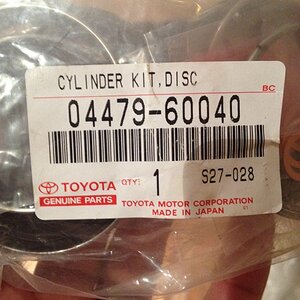 CYLINDER KIT, DISC
BC
04479-60040
TOYOTA QTY: 1 S27-028
GENUINE PARTS
TOYOTA MOTOR CORPORATION
MADE IN JAPAN